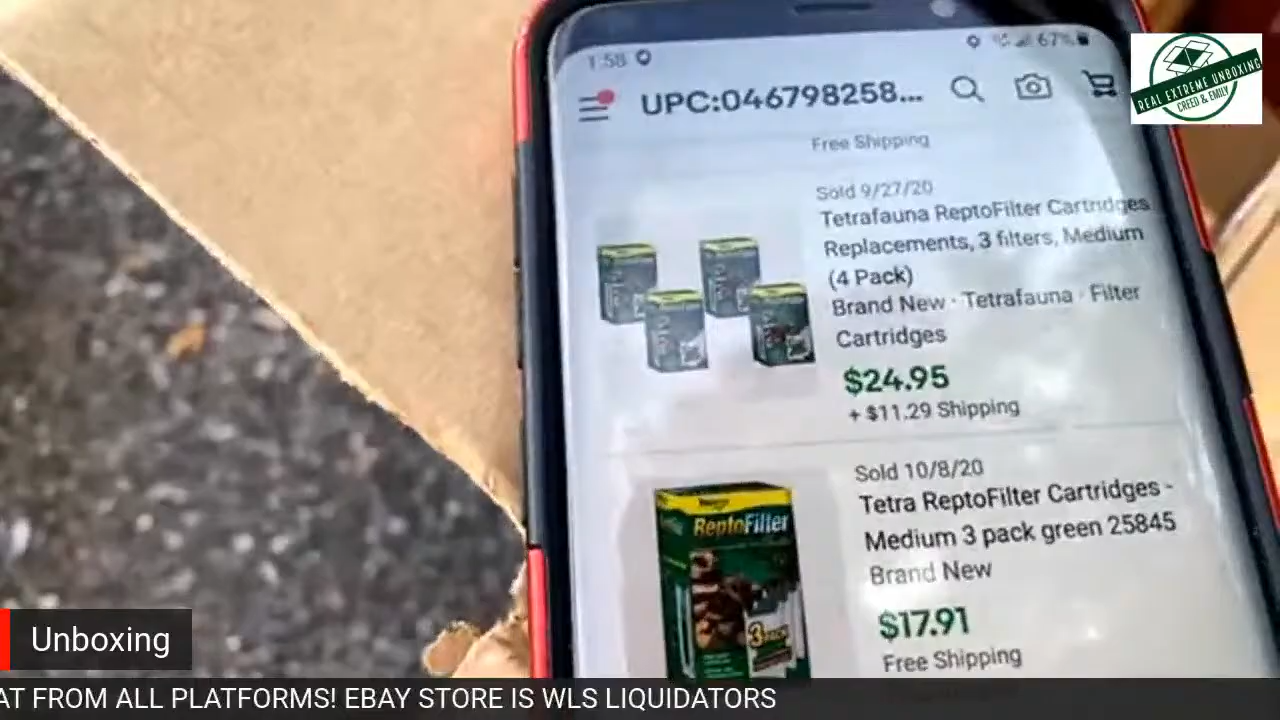 1:58
67%
UPC:046798258...
Free Shipping
Sold 9/27/20
Tetrafauna ReptoFilter Cartridges
Replacements, 3 filters, Medium
(4 Pack)
Brand New · Tetrafauna · Filter
Cartridges
$24.95
+ $11.29 Shipping
Sold 10/8/20
Tetra ReptoFilter Cartridges -
Medium 3 pack green 25845
Brand New
$17.91
Free Shipping
ReptoFilter
3
REAL EXTREME UNBOXING
CREED & EMILY
Unboxing
AT FROM ALL PLATFORMS! EBAY STORE IS WLS LIQUIDATORS